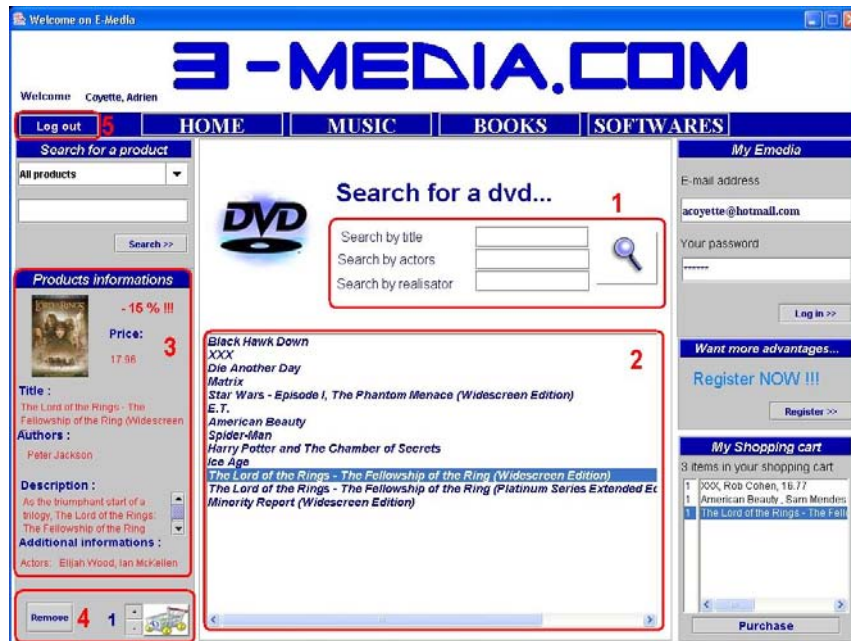 Welcome on E-Media
3-MEDIA.COM
Welcome Coyette, Adrien
Log out
5
HOME
MUSIC
BOOKS
SOFTWARES
Search for a product
All products
Search >>
Products informations
- 15 % !!!
Price:
17.96
3
Title :
The Lord of the Rings - The
Fellowship of the Ring (Widescreen
Authors :
Peter Jackson
Description :
As the triumphant start of a
trilogy, The Lord of the Rings:
The Fellowship of the Ring
Additional informations :
Actors: Elijah Wood, Ian McKellen
Remove
4
1
DVD
Search for a dvd...
1
Search by title
Search by actors
Search by realisator
2
Black Hawk Down
XXX
Die Another Day
Matrix
Star Wars - Episode I, The Phantom Menace (Widescreen Edition)
E.T.
American Beauty
Spider-Man
Harry Potter and The Chamber of Secrets
Ice Age
The Lord of the Rings - The Fellowship of the Ring (Widescreen Edition)
The Lord of the Rings - The Fellowship of the Ring (Platinum Series Extended Ec
Minority Report (Widescreen Edition)
My Emedia
E-mail address
acoyette@hotmail.com
Your password
******
Log in >>
Want more advantages...
Register NOW !!!
Register >>
My Shopping cart
3 items in your shopping cart
1 XXX, Rob Cohen, 16.77
1 American Beauty , Sam Mendes
1 The Lord of the Rings - The Fell
Purchase